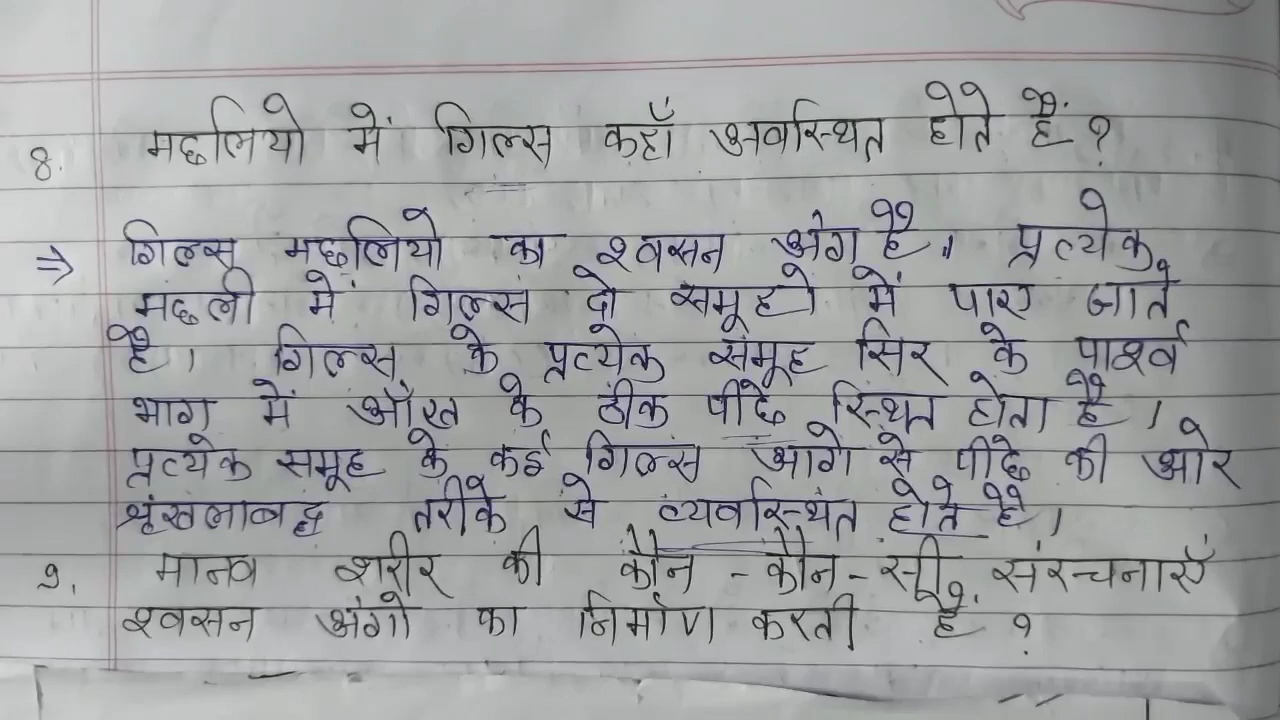 8. मछलियो में गिल्स कहाँ अवस्थित होते हैं ?
⇒ गिल्स मछलियो का श्वसन अंग है। प्रत्येक
मछली में गिल्स दो समूहो में पाए जाते
है। गिल्स के प्रत्येक समूह सिर के पार्श्व
भाग में आँख के ठीक पीछे स्थित होता है।
प्रत्येक समूह के कई गिल्स आगे से पीछे की ओर
श्रृंखलाबद्ध तरीके से व्यवस्थित होते है।
9. मानव शरीर की कौन - कौन - सी संरचनाएँ
श्वसन अंगो का निर्माण करती है ?